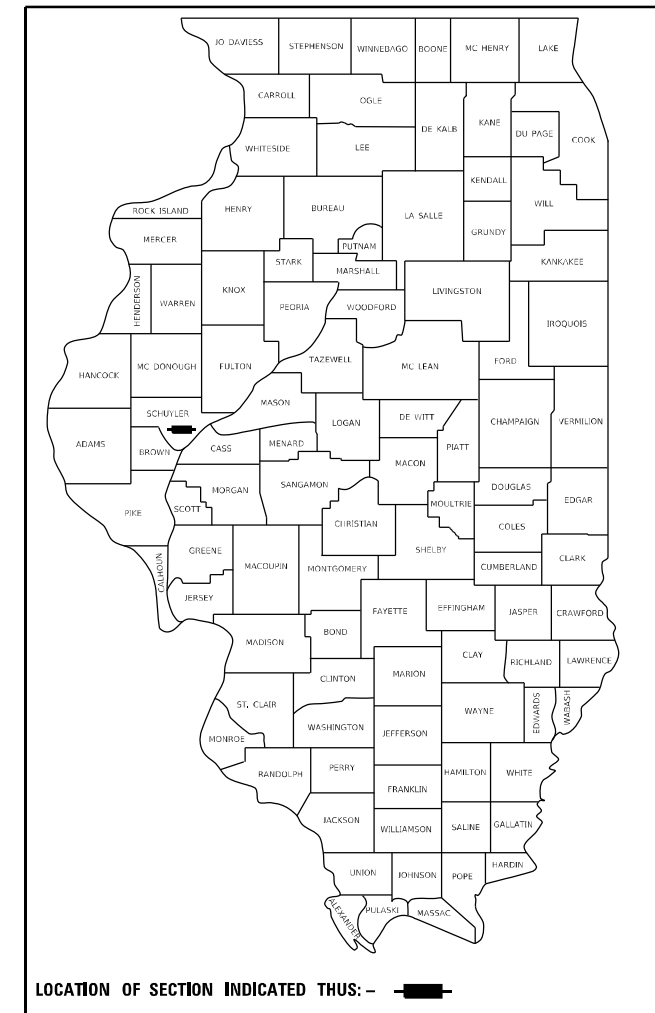 JO DAVIESS STEPHENSON WINNEBAGO BOONE MC HENRY LAKE
CARROLL OGLE DE KALB KANE DU PAGE COOK
WHITESIDE LEE KENDALL WILL
ROCK ISLAND HENRY BUREAU LA SALLE GRUNDY
MERCER PUTNAM KANKAKEE
HENDERSON WARREN KNOX STARK MARSHALL LIVINGSTON
PEORIA WOODFORD IROQUOIS
HANCOCK MC DONOUGH FULTON TAZEWELL MC LEAN FORD
MASON
ADAMS SCHUYLER LOGAN DE WITT CHAMPAIGN VERMILION
BROWN CASS MENARD MACON PIATT
PIKE SCOTT MORGAN SANGAMON MOULTRIE DOUGLAS EDGAR
CHRISTIAN COLES
CALHOUN GREENE MACOUPIN MONTGOMERY SHELBY CUMBERLAND CLARK
JERSEY FAYETTE EFFINGHAM JASPER CRAWFORD
MADISON BOND CLAY RICHLAND LAWRENCE
CLINTON MARION
ST. CLAIR WAYNE EDWARDS WABASH
MONROE WASHINGTON JEFFERSON
RANDOLPH PERRY HAMILTON WHITE
FRANKLIN
JACKSON WILLIAMSON SALINE GALLATIN
UNION JOHNSON POPE HARDIN
ALEXANDER PULASKI MASSAC
LOCATION OF SECTION INDICATED THUS: –